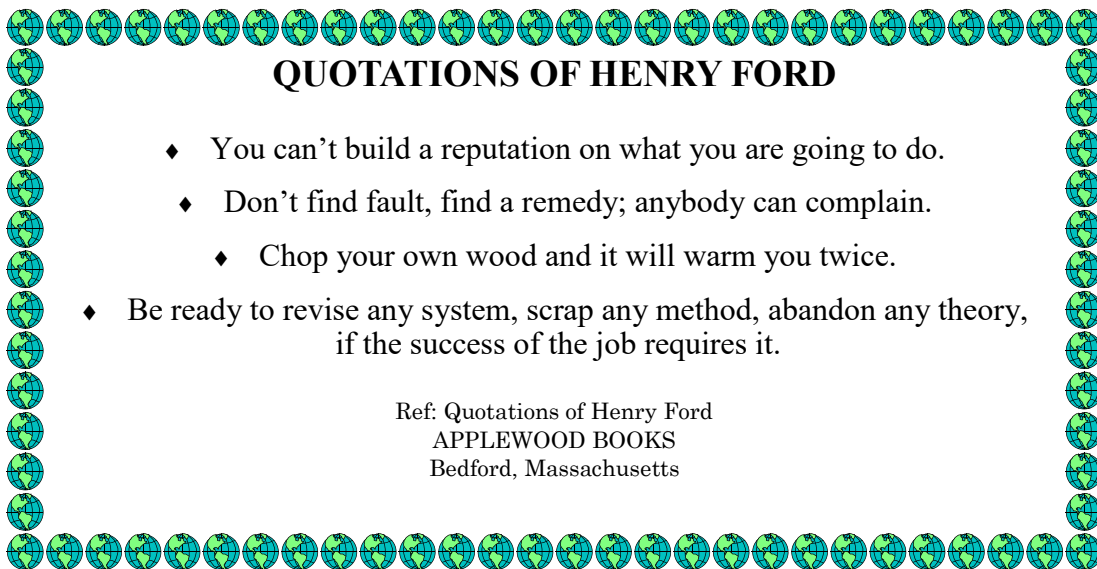 QUOTATIONS OF HENRY FORD
♦ You can’t build a reputation on what you are going to do.
♦ Don’t find fault, find a remedy; anybody can complain.
♦ Chop your own wood and it will warm you twice.
♦ Be ready to revise any system, scrap any method, abandon any theory,
if the success of the job requires it.
Ref: Quotations of Henry Ford
APPLEWOOD BOOKS
Bedford, Massachusetts